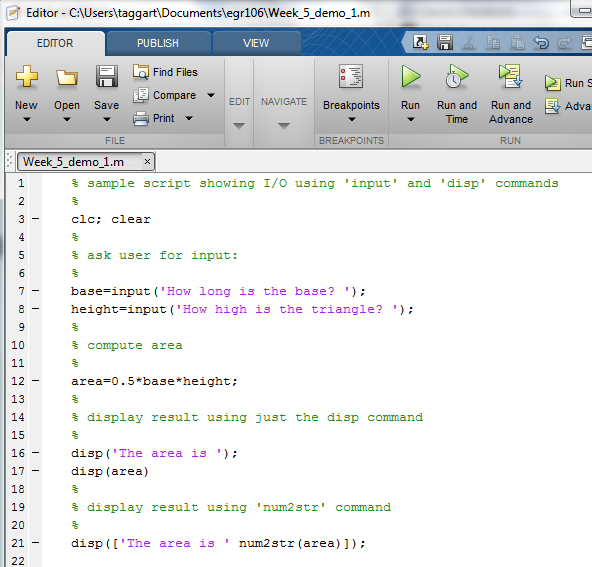 Editor - C:\Users\taggart\Documents\egr106\Week_5_demo_1.m
EDITOR PUBLISH VIEW
New Open Save Find Files Compare Print
EDIT NAVIGATE
Breakpoints
Run Run and Time Run and Advance
Run S
Adva
FILE BREAKPOINTS RUN
Week_5_demo_1.m ×
1 % sample script showing I/O using 'input' and 'disp' commands
2 %
3 — clc; clear
4 %
5 % ask user for input:
6 %
7 — base=input('How long is the base? ');
8 — height=input('How high is the triangle? ');
9 %
10 % compute area
11 %
12 — area=0.5*base*height;
13 %
14 % display result using just the disp command
15 %
16 — disp('The area is ');
17 — disp(area)
18 %
19 % display result using 'num2str' command
20 %
21 — disp(['The area is ' num2str(area)]);
22